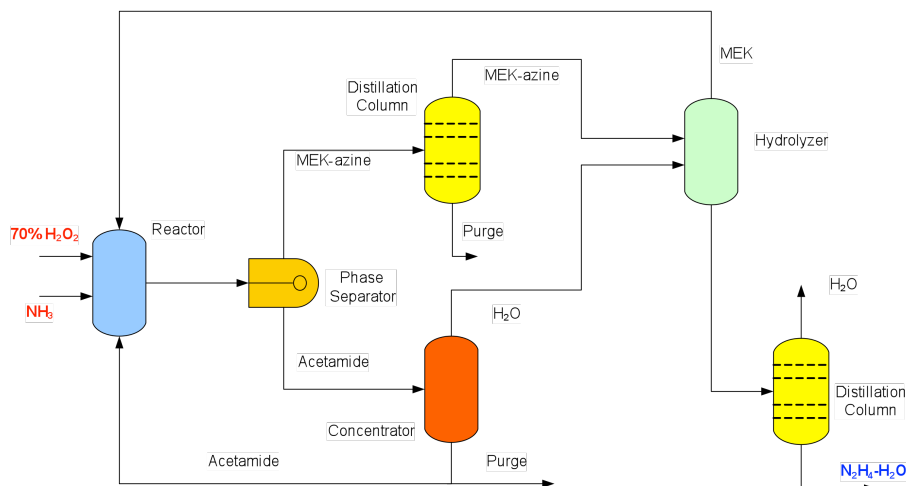 MEK
Distillation
Column
MEK-azine
Hydrolyzer
MEK-azine
70% H₂O₂
Reactor
Purge
Phase
Separator
NH₃
H₂O
H₂O
Acetamide
Distillation
Column
Concentrator
Acetamide
Purge
N₂H₄-H₂O